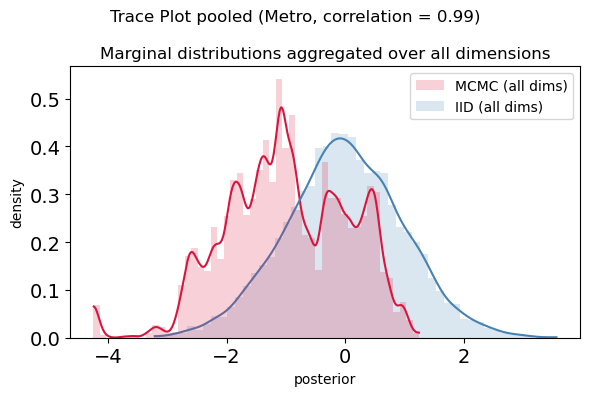 Trace Plot pooled (Metro, correlation = 0.99)
Marginal distributions aggregated over all dimensions
MCMC (all dims)
IID (all dims)
density
0.5
0.4
0.3
0.2
0.1
0.0
−4
−2
0
2
posterior